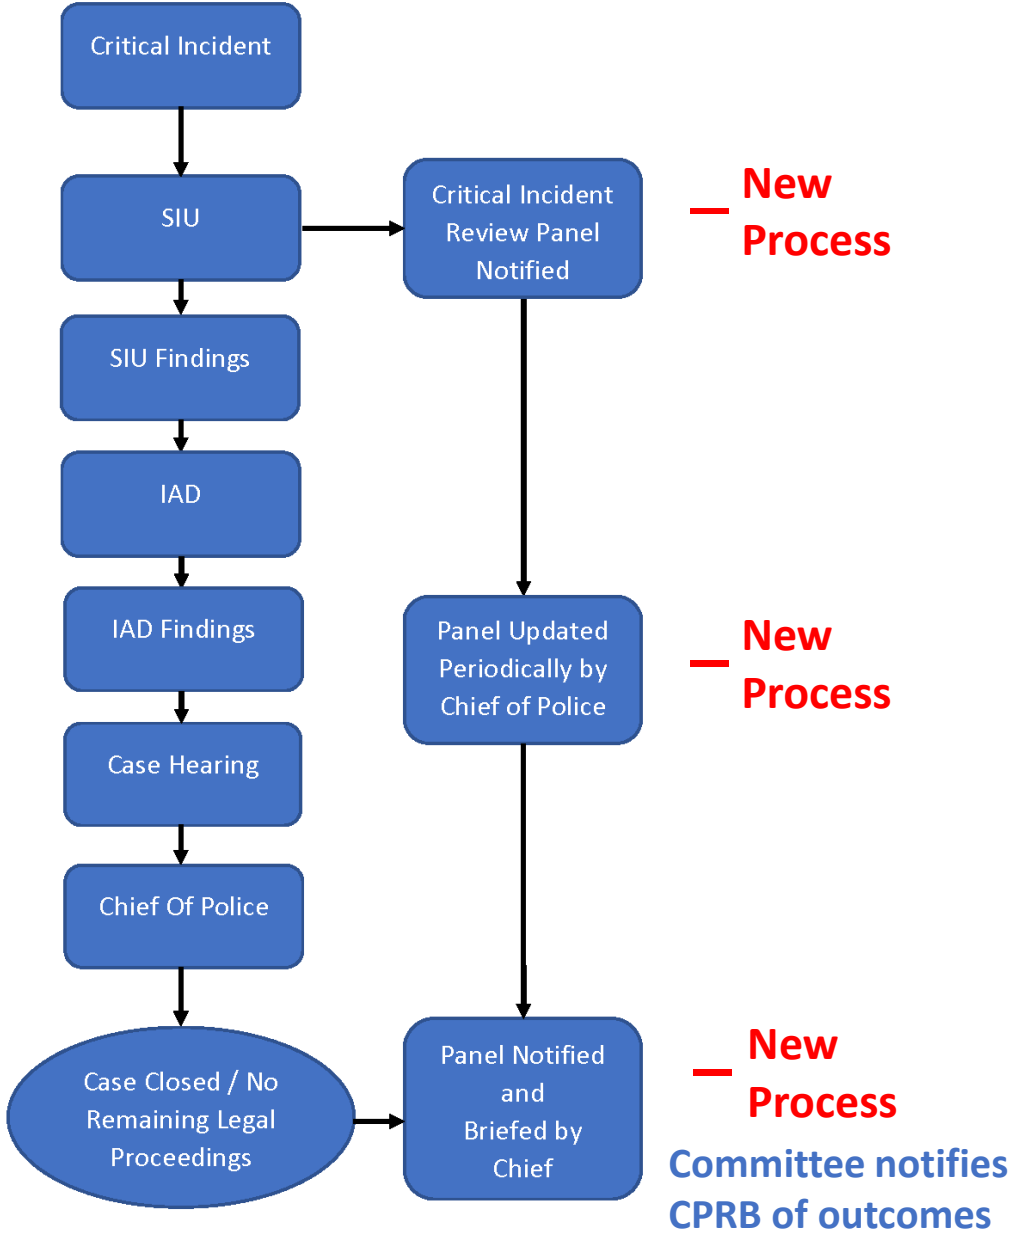 Critical Incident
SIU
Critical Incident
Review Panel
Notified
New
Process
SIU Findings
IAD
IAD Findings
Panel Updated
Periodically by
Chief of Police
New
Process
Case Hearing
Chief Of Police
Case Closed / No
Remaining Legal
Proceedings
Panel Notified
and
Briefed by
Chief
New
Process
Committee notifies
CPRB of outcomes